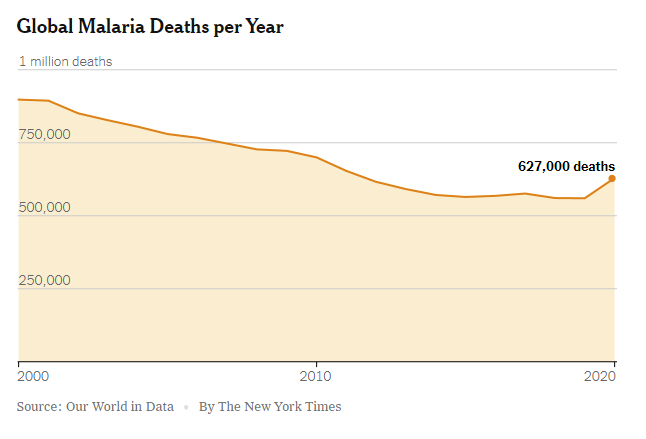 Global Malaria Deaths per Year
1 million deaths
750,000
627,000 deaths
500,000
250,000
2000 2010 2020
Source: Our World in Data • By The New York Times